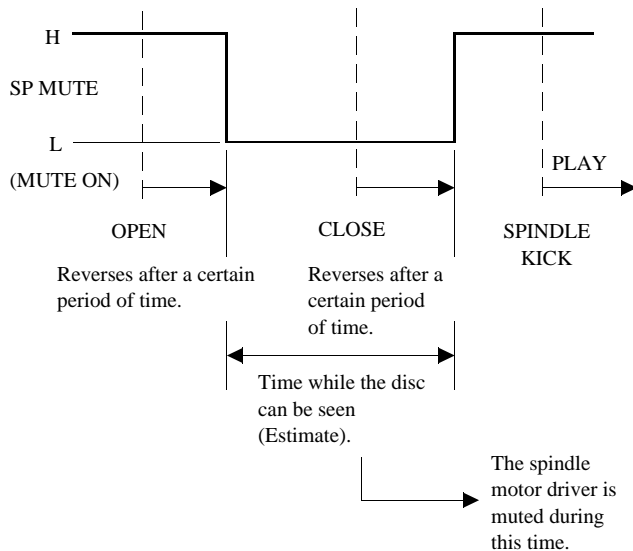 H
SP MUTE
L
(MUTE ON)
PLAY
OPEN
CLOSE
SPINDLE
KICK
Reverses after a certain
period of time.
Reverses after a
certain period
of time.
Time while the disc
can be seen
(Estimate).
The spindle
motor driver is
muted during
this time.